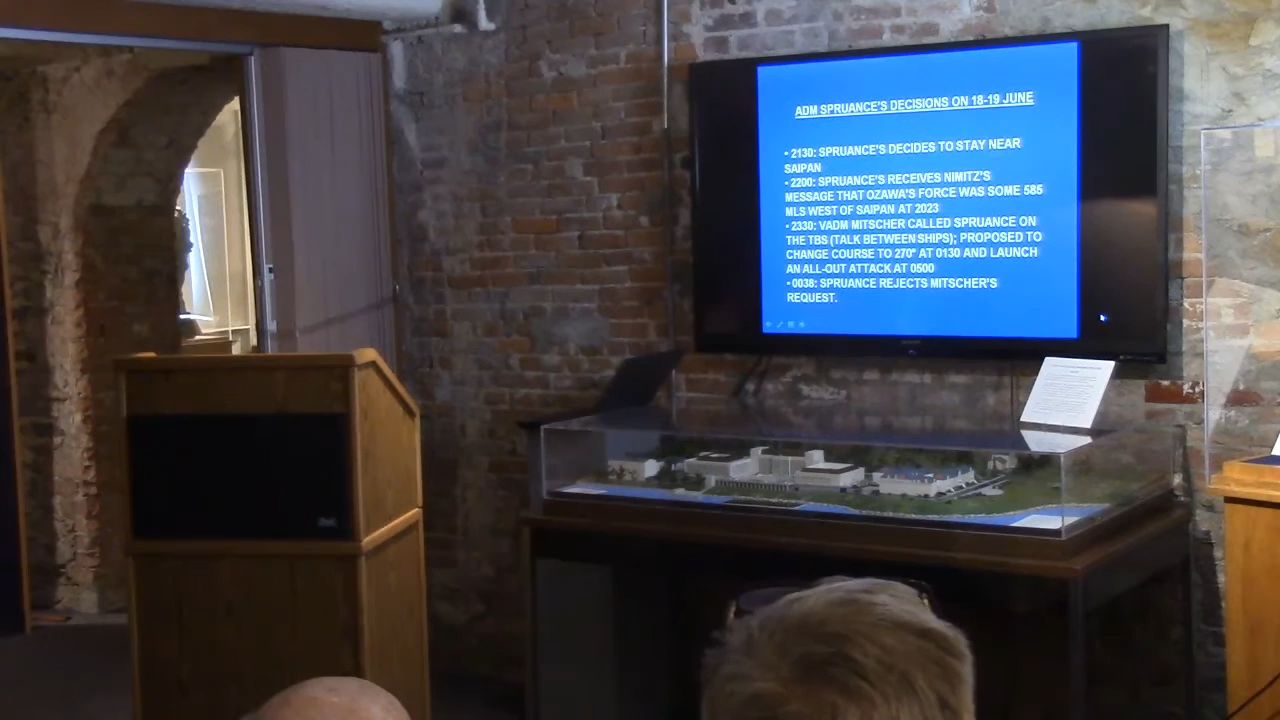 ADM SPRUANCE'S DECISIONS ON 18-19 JUNE
• 2130: SPRUANCE'S DECIDES TO STAY NEAR
SAIPAN
• 2200: SPRUANCE'S RECEIVES NIMITZ'S
MESSAGE THAT OZAWA'S FORCE WAS SOME 585
MLS WEST OF SAIPAN AT 2023
• 2330: VADM MITSCHER CALLED SPRUANCE ON
THE TBS (TALK BETWEEN SHIPS); PROPOSED TO
CHANGE COURSE TO 270° AT 0130 AND LAUNCH
AN ALL-OUT ATTACK AT 0500
• 0038: SPRUANCE REJECTS MITSCHER'S
REQUEST.